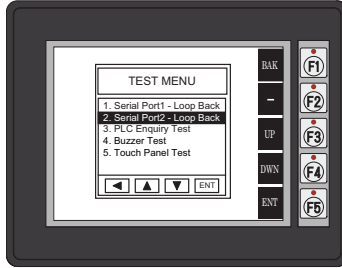 TEST MENU
1. Serial Port1 - Loop Back
2. Serial Port2 - Loop Back
3. PLC Enquiry Test
4. Buzzer Test
5. Touch Panel Test
ENT
BAK
–
UP
DWN
ENT
F1
F2
F3
F4
F5